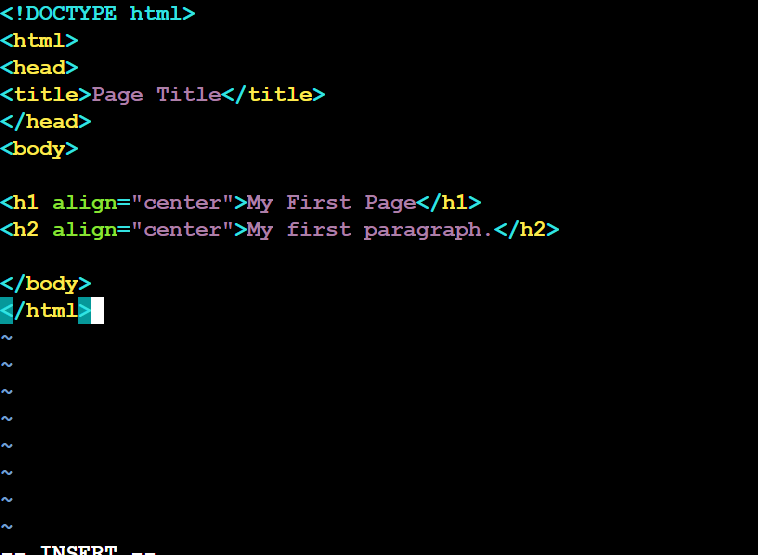 <!DOCTYPE html>
<html>
<head>
<title>Page Title</title>
</head>
<body>
<h1 align="center">My First Page</h1>
<h2 align="center">My first paragraph.</h2>
</body>
</html>
~
~
~
~
~
~
~
~
-- INSERT --